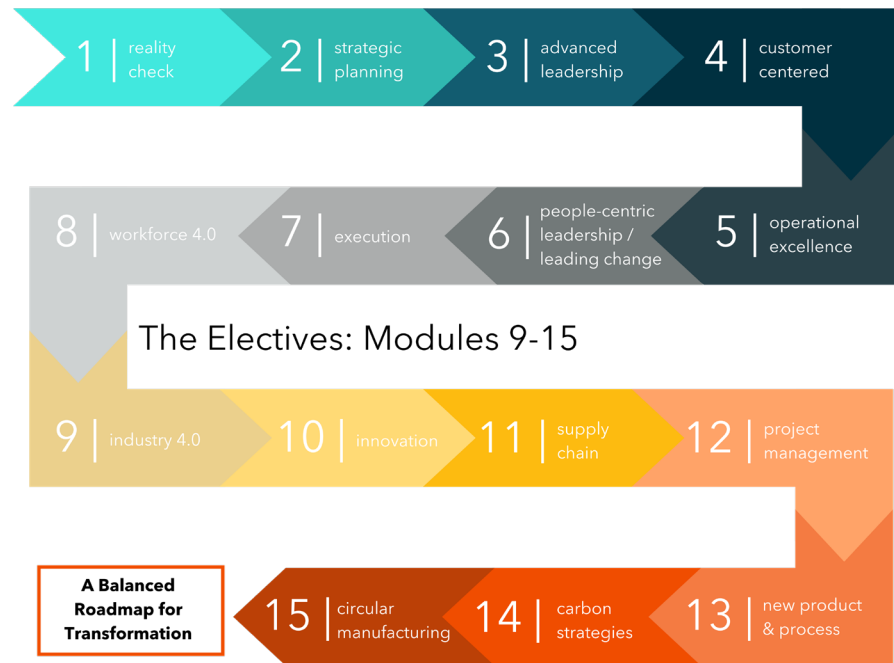 1 | reality
check
2 | strategic
planning
3 | advanced
leadership
4 | customer
centered
5 | operational
excellence
6 | people-centric
leadership /
leading change
7 | execution
8 | workforce 4.0
The Electives: Modules 9-15
9 | industry 4.0
10 | innovation
11 | supply
chain
12 | project
management
13 | new product
& process
14 | carbon
strategies
15 | circular
manufacturing
A Balanced
Roadmap for
Transformation